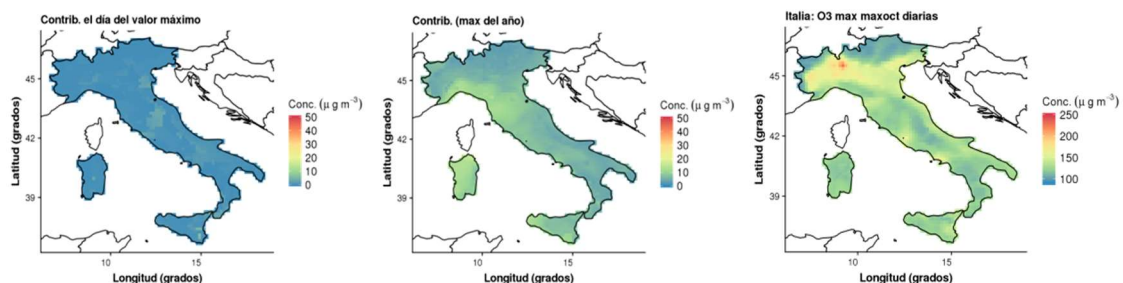 Contrib. el día del valor máximo
Conc. (μ g m⁻³)
50
40
30
20
10
0
45
42
39
10
15
Latitud (grados)
Longitud (grados)
Contrib. (max del año)
Conc. (μ g m⁻³)
50
40
30
20
10
0
45
42
39
10
15
Latitud (grados)
Longitud (grados)
Italia: O3 max maxoct diarias
Conc. (μ g m⁻³)
250
200
150
100
45
42
39
10
15
Latitud (grados)
Longitud (grados)